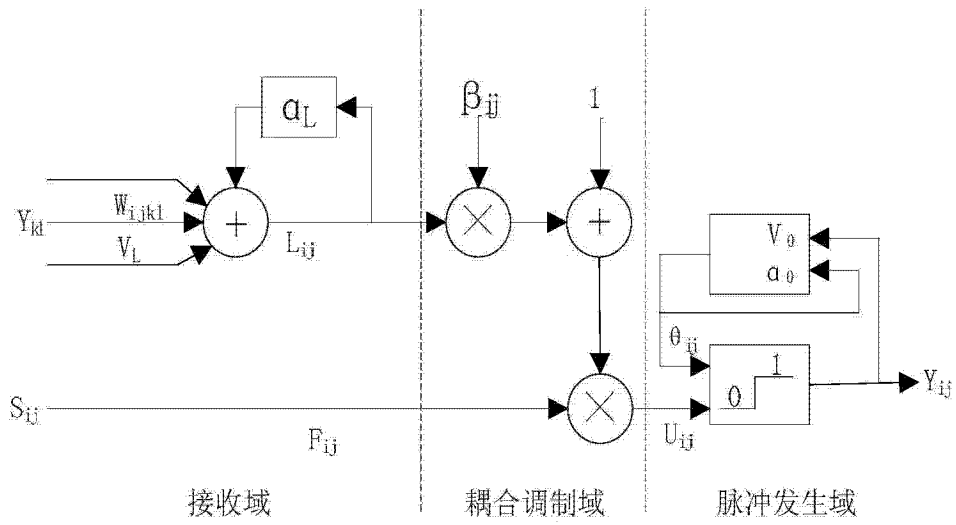 α_L
β_ij
1
Y_kl
W_ijkl
V_L
+
L_ij
×
+
V_θ
α_θ
θ_ij
0 1
Y_ij
S_ij
F_ij
×
U_ij
接收域
耦合调制域
脉冲发生域